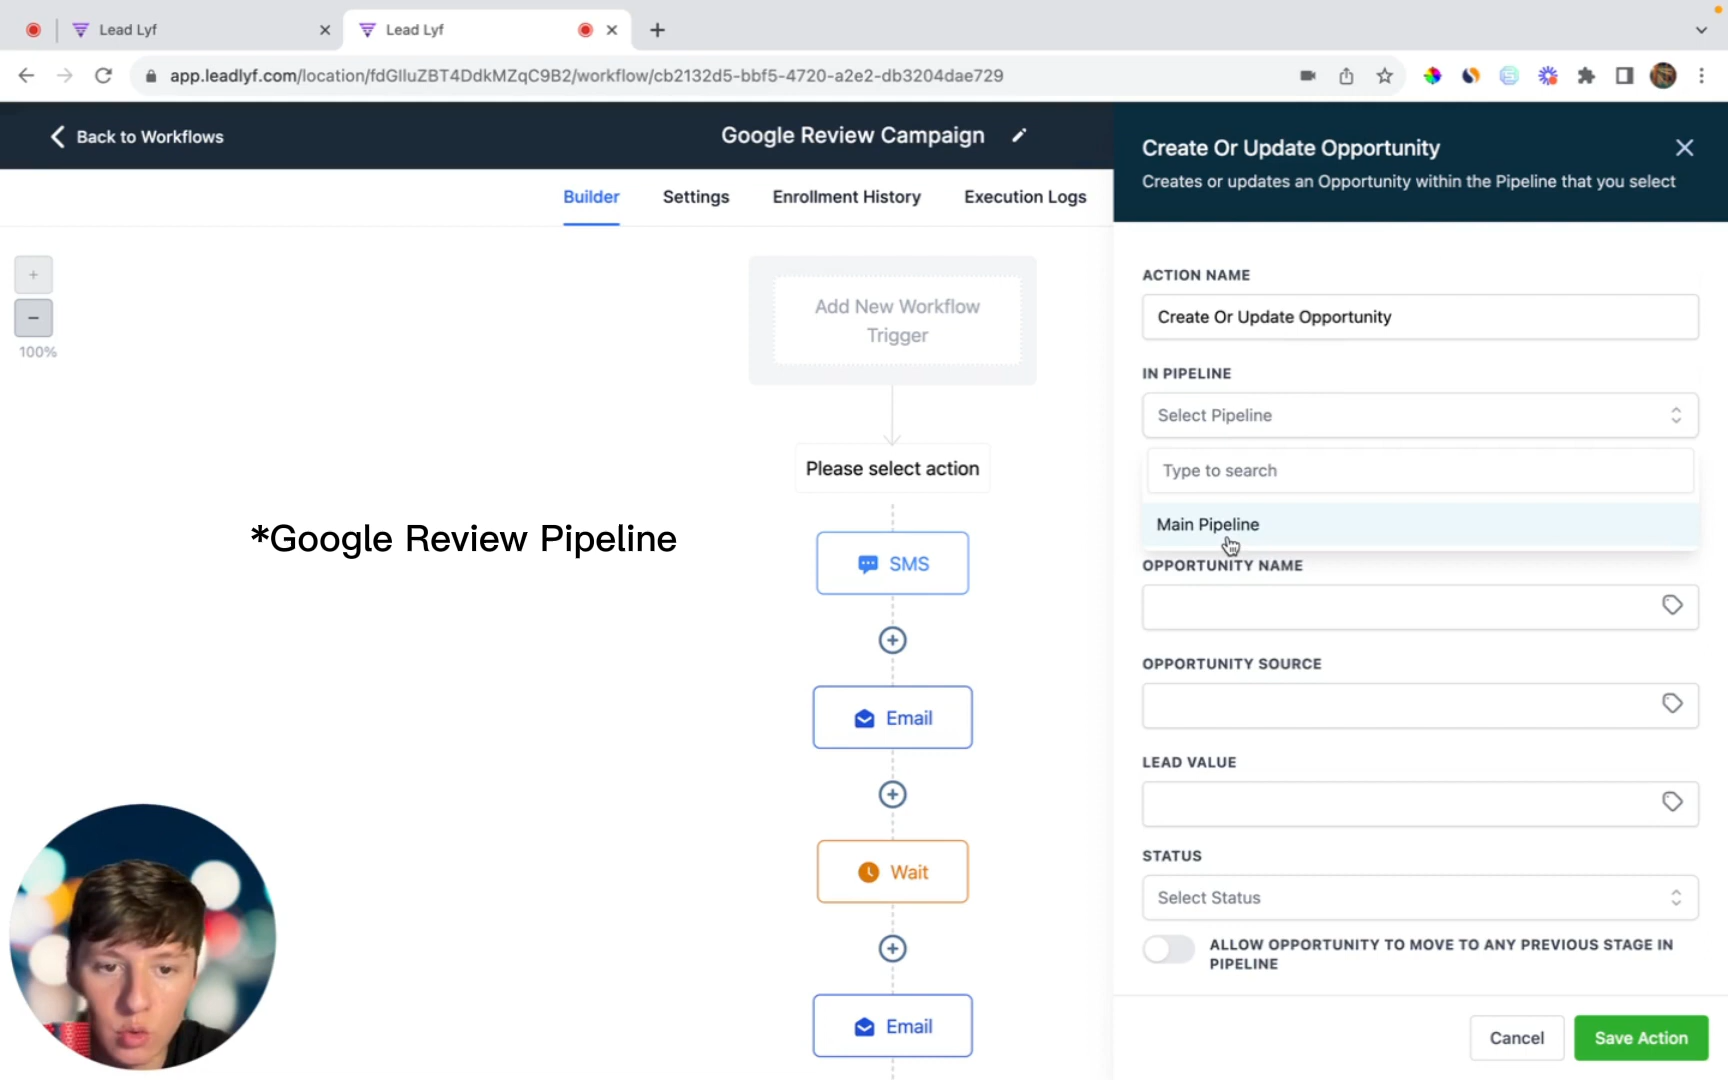 Lead Lyf
Lead Lyf
app.leadlyf.com/location/fdGlluZBT4DdkMZqC9B2/workflow/cb2132d5-bbf5-4720-a2e2-db3204dae729
Back to Workflows
Google Review Campaign
Builder
Settings
Enrollment History
Execution Logs
+
−
100%
Add New Workflow
Trigger
Please select action
*Google Review Pipeline
SMS
Email
Wait
Email
Create Or Update Opportunity
Creates or updates an Opportunity within the Pipeline that you select
ACTION NAME
Create Or Update Opportunity
IN PIPELINE
Select Pipeline
Type to search
Main Pipeline
OPPORTUNITY NAME
OPPORTUNITY SOURCE
LEAD VALUE
STATUS
Select Status
ALLOW OPPORTUNITY TO MOVE TO ANY PREVIOUS STAGE IN
PIPELINE
Cancel
Save Action